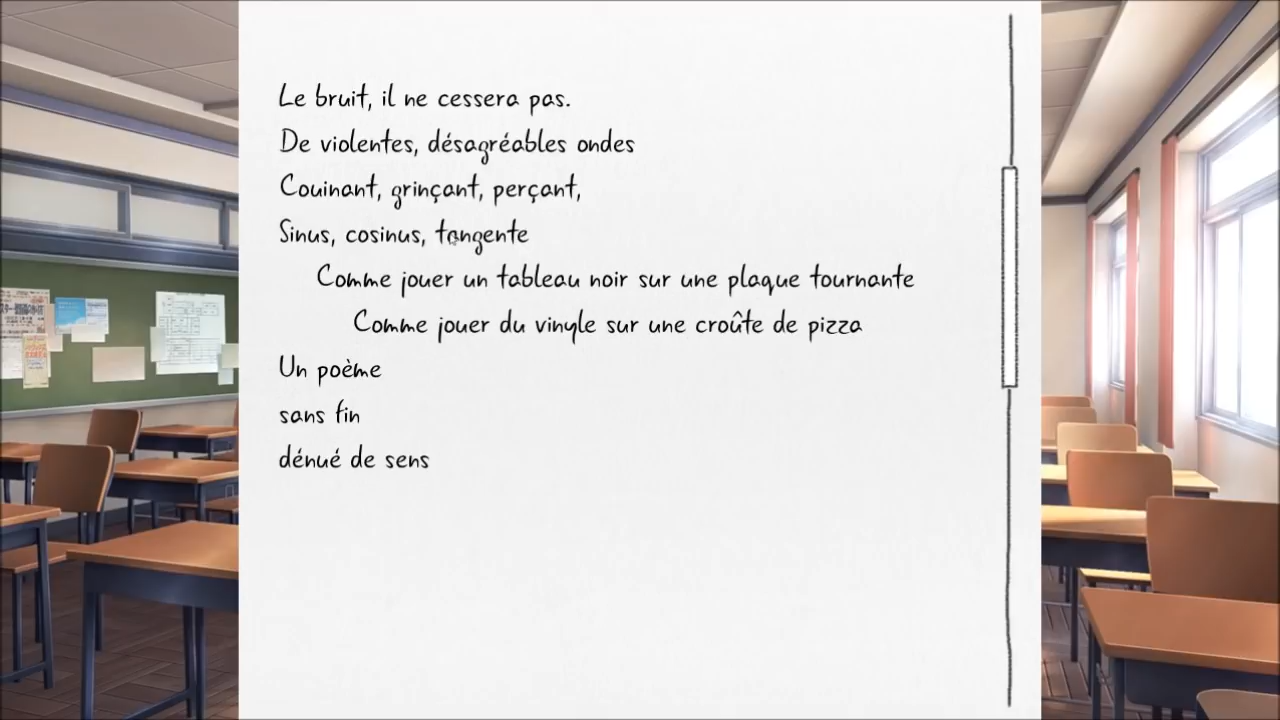 Le bruit, il ne cessera pas.
De violentes, désagréables ondes
Couinant, grinçant, perçant,
Sinus, cosinus, tangente
Comme jouer un tableau noir sur une plaque tournante
Comme jouer du vinyle sur une croûte de pizza
Un poème
sans fin
dénué de sens